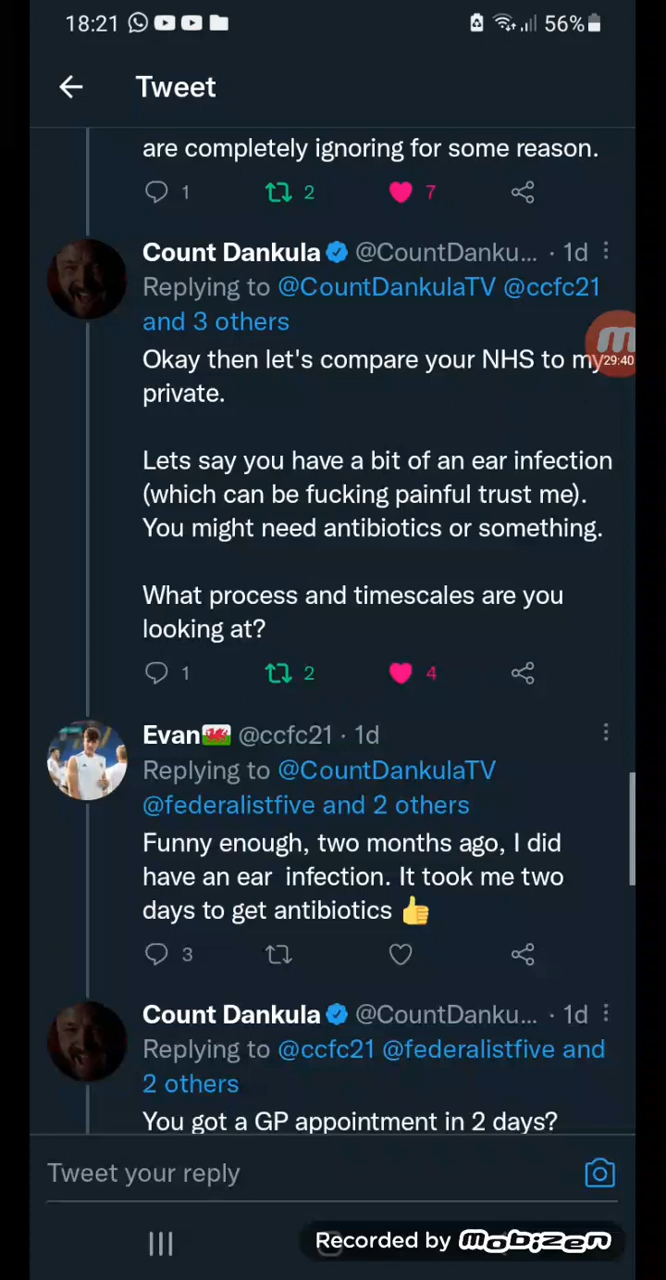 18:21 56%
Tweet
are completely ignoring for some reason.
1 2 7
Count Dankula @CountDanku... · 1d
Replying to @CountDankulaTV @ccfc21
and 3 others
Okay then let's compare your NHS to my
private.
29:40
Lets say you have a bit of an ear infection
(which can be fucking painful trust me).
You might need antibiotics or something.
What process and timescales are you
looking at?
1 2 4
Evan @ccfc21 · 1d
Replying to @CountDankulaTV
@federalistfive and 2 others
Funny enough, two months ago, I did
have an ear infection. It took me two
days to get antibiotics 👍
3
Count Dankula @CountDanku... · 1d
Replying to @ccfc21 @federalistfive and
2 others
You got a GP appointment in 2 days?
Tweet your reply
Recorded by mobizen